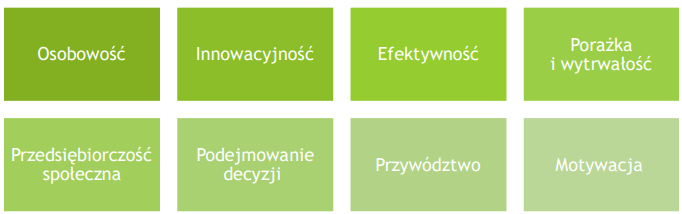 Osobowość
Innowacyjność
Efektywność
Porażka
i wytrwałość
Przedsiębiorczość
społeczna
Podejmowanie
decyzji
Przywództwo
Motywacja